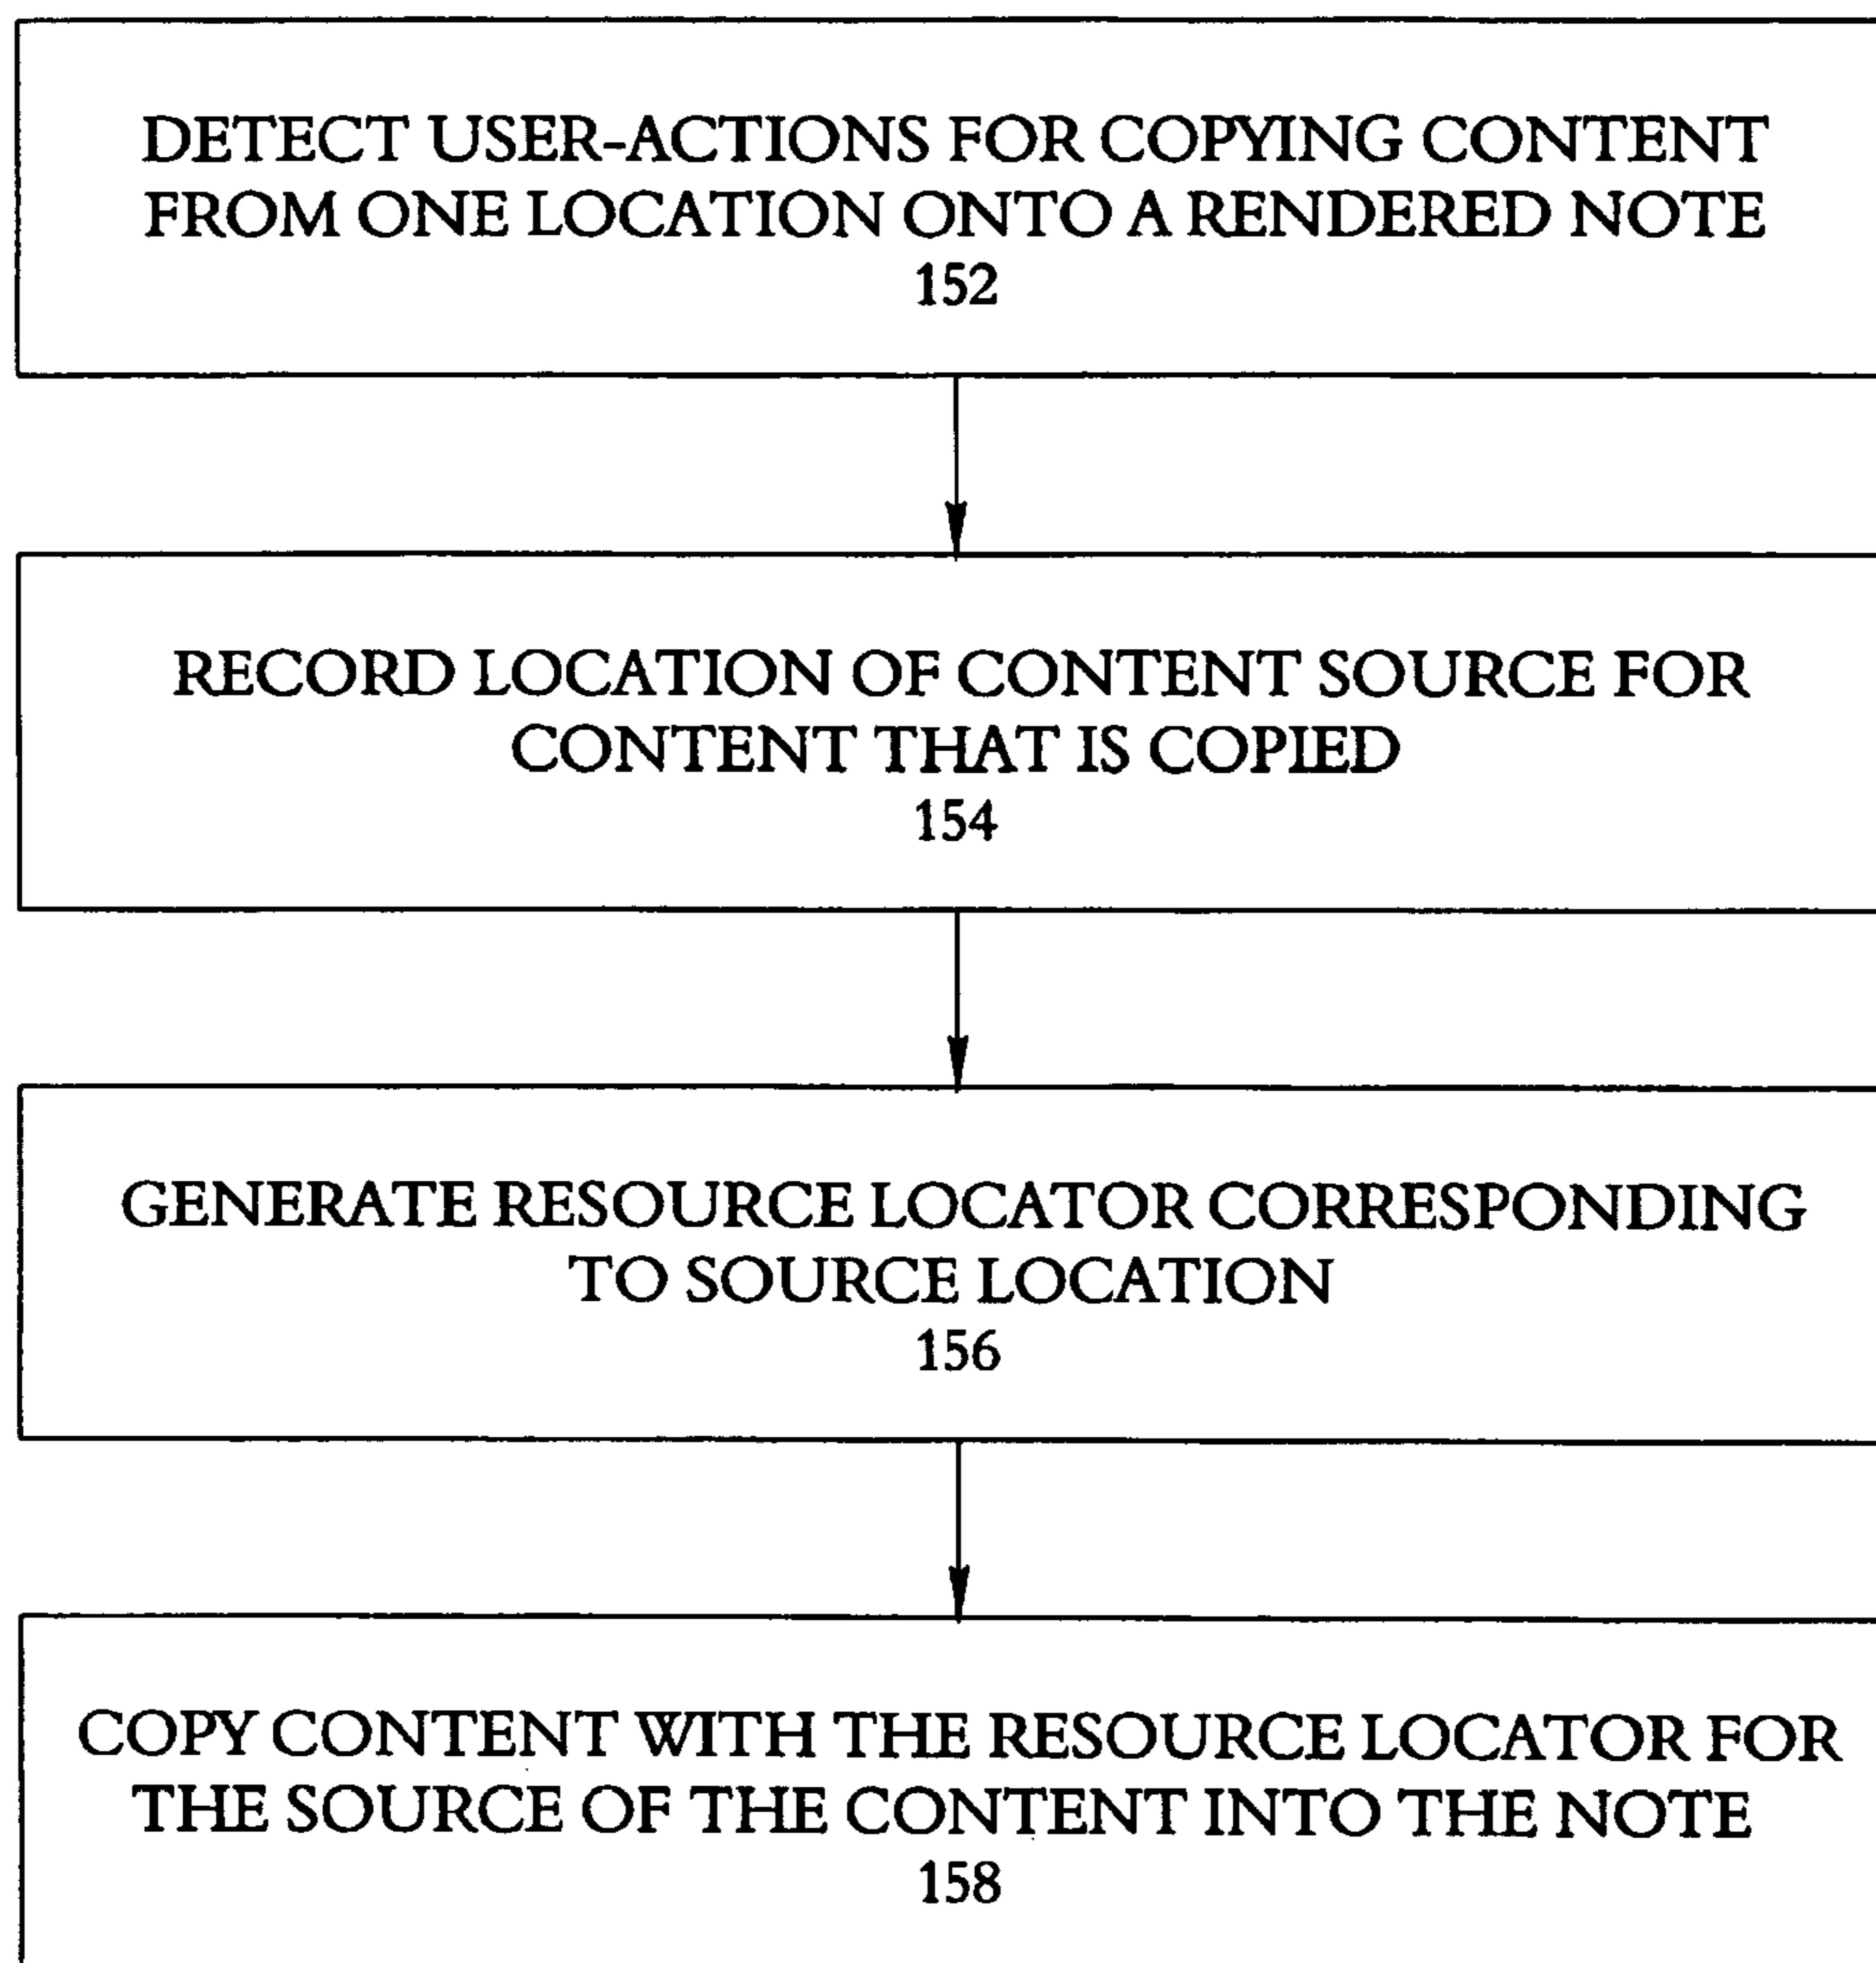 DETECT USER-ACTIONS FOR COPYING CONTENT
FROM ONE LOCATION ONTO A RENDERED NOTE
152
RECORD LOCATION OF CONTENT SOURCE FOR
CONTENT THAT IS COPIED
154
GENERATE RESOURCE LOCATOR CORRESPONDING
TO SOURCE LOCATION
156
COPY CONTENT WITH THE RESOURCE LOCATOR FOR
THE SOURCE OF THE CONTENT INTO THE NOTE
158